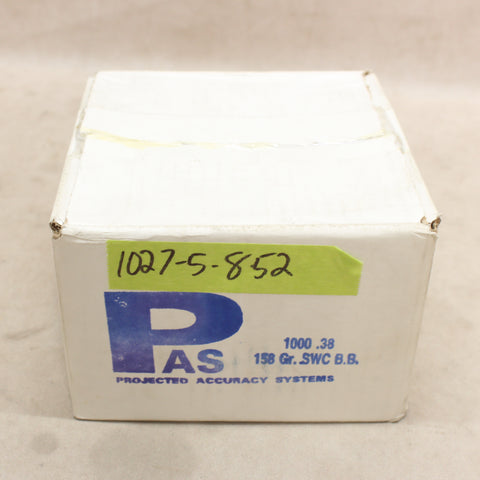 1027-5-852
PAS
1000 .38
158 Gr. SWC B.B.
PROJECTED ACCURACY SYSTEMS